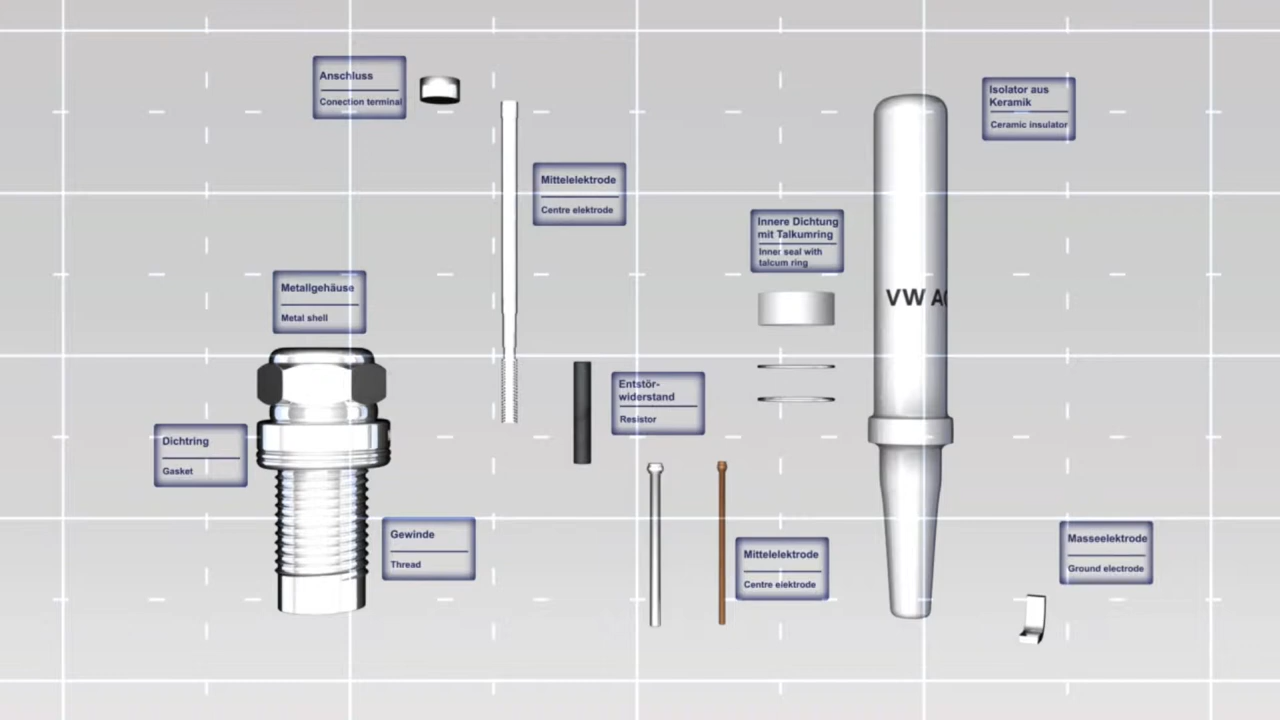 Anschluss
Conection terminal
Isolator aus
Keramik
Ceramic insulator
Mittelelektrode
Centre elektrode
Innere Dichtung
mit Talkumring
Inner seal with
talcum ring
Metallgehäuse
Metal shell
VW AG
Entstör-
widerstand
Resistor
Dichtring
Gasket
Gewinde
Thread
Mittelelektrode
Centre elektrode
Masseelektrode
Ground electrode